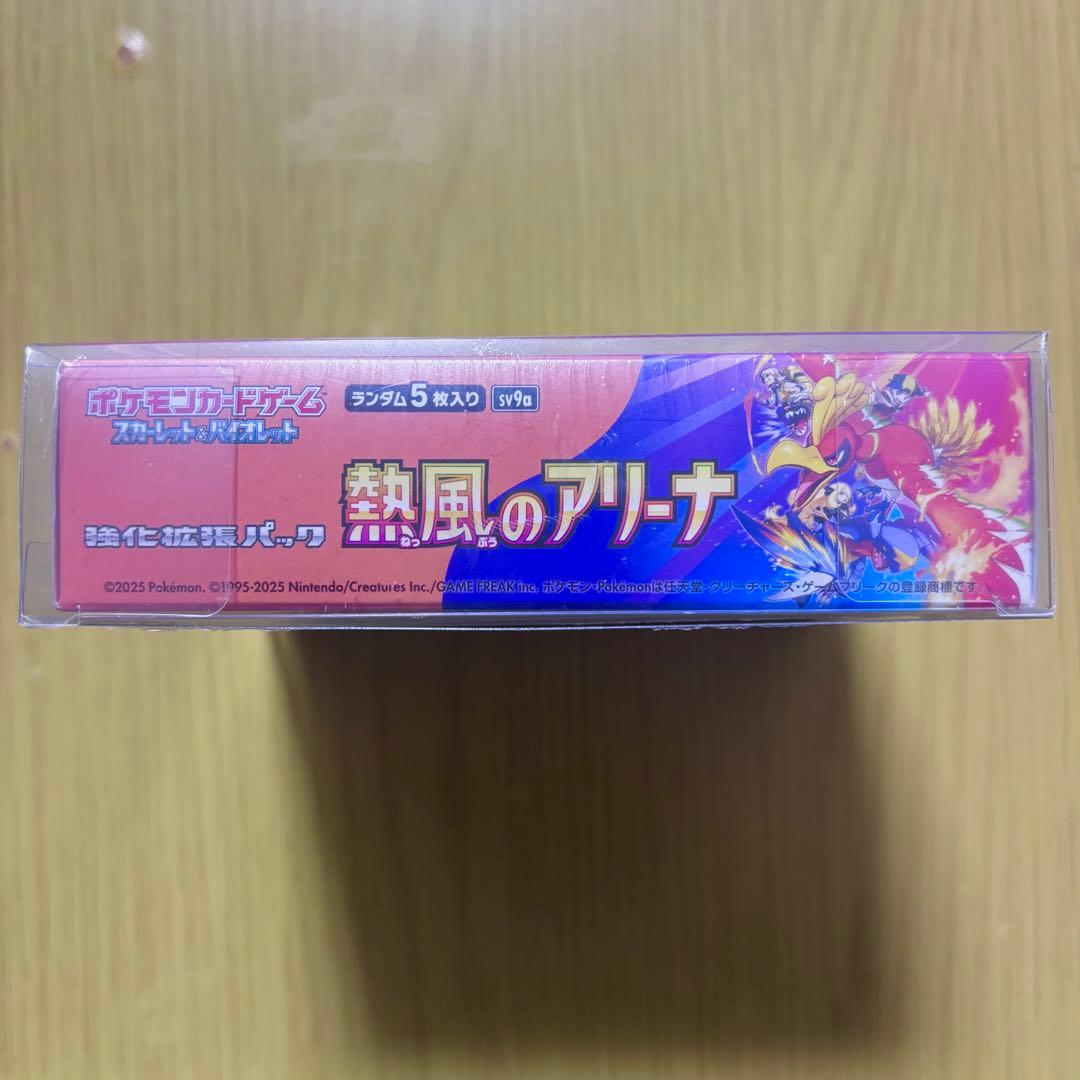 ポケモンカードゲーム
スカーレット&バイオレット
ランダム5枚入り SV9a
強化拡張パック
熱風のアリーナ
ねっ ぷう
©2025 Pokémon. ©1995-2025 Nintendo/Creatures Inc./GAME FREAK inc. ポケモン・Pokémonは任天堂・クリーチャーズ・ゲームフリークの登録商標です。